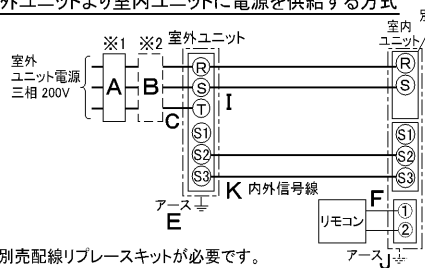 外ユニットより室内ユニットに電源を供給する方式
※1 ※2 室外ユニット
室内
ユニット
室外
ユニット電源
三相 200V
A B C
R
S
T
S1
S2
S3
I
R
S
S1
S2
S3
K 内外信号線
アース
E
F
リモコン
①
②
アース J
別売配線リプレースキットが必要です。